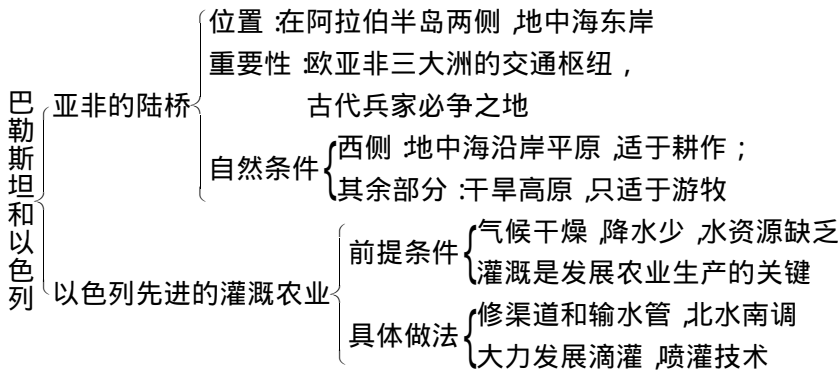 巴勒斯坦和以色列
亚非的陆桥
位置:在阿拉伯半岛两侧,地中海东岸
重要性:欧亚非三大洲的交通枢纽,
古代兵家必争之地
自然条件
西侧:地中海沿岸平原,适于耕作;
其余部分:干旱高原,只适于游牧
以色列先进的灌溉农业
前提条件
气候干燥,降水少,水资源缺乏
灌溉是发展农业生产的关键
具体做法
修渠道和输水管,北水南调
大力发展滴灌,喷灌技术